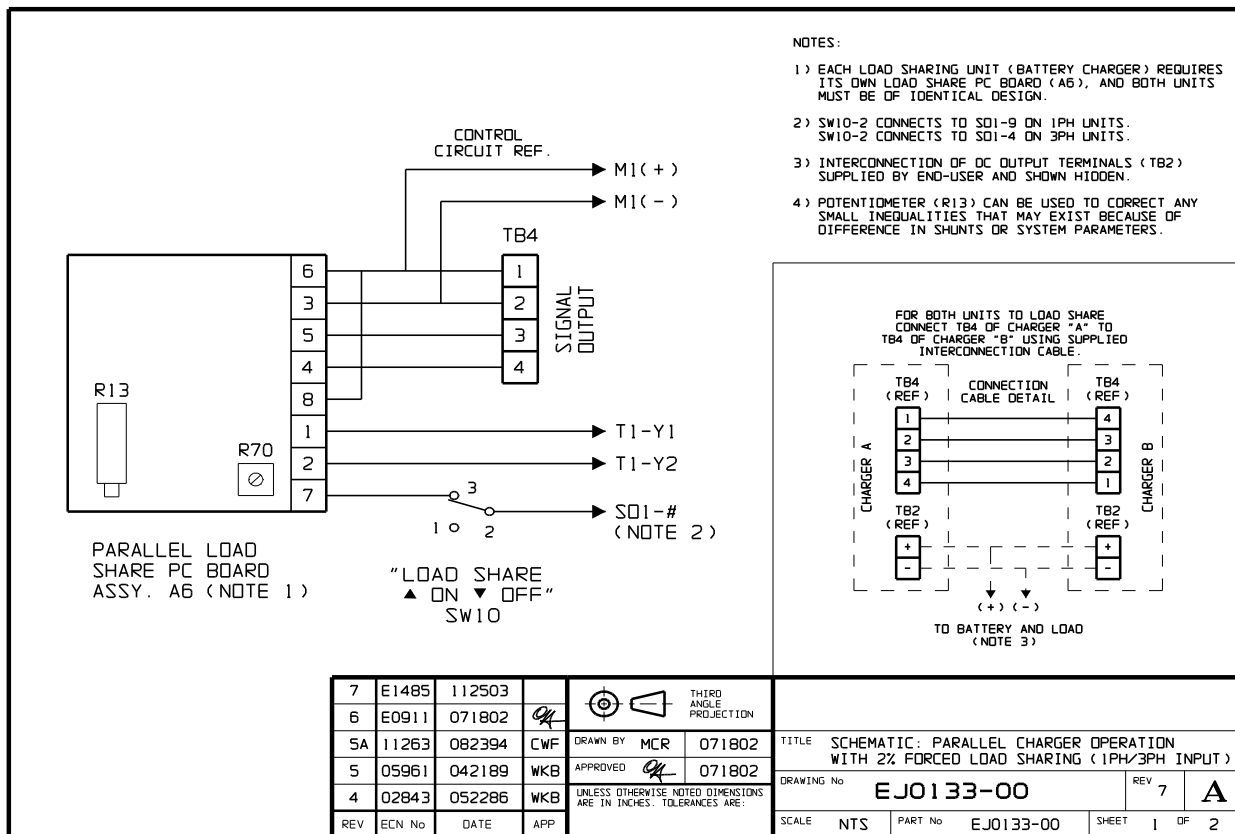 NOTES:
1) EACH LOAD SHARING UNIT (BATTERY CHARGER) REQUIRES
ITS OWN LOAD SHARE PC BOARD (A6), AND BOTH UNITS
MUST BE OF IDENTICAL DESIGN.
2) SW10-2 CONNECTS TO SO1-9 ON 1PH UNITS.
SW10-2 CONNECTS TO SO1-4 ON 3PH UNITS.
3) INTERCONNECTION OF DC OUTPUT TERMINALS (TB2)
SUPPLIED BY END-USER AND SHOWN HIDDEN.
4) POTENTIOMETER (R13) CAN BE USED TO CORRECT ANY
SMALL INEQUALITIES THAT MAY EXIST BECAUSE OF
DIFFERENCE IN SHUNTS OR SYSTEM PARAMETERS.
CONTROL
CIRCUIT REF.
M1(+)
M1(-)
TB4
6
3
5
4
8
1
2
7
1
2
3
4
SIGNAL
OUTPUT
R13
R70
T1-Y1
T1-Y2
3
1
2
SO1-#
(NOTE 2)
PARALLEL LOAD
SHARE PC BOARD
ASSY. A6 (NOTE 1)
"LOAD SHARE
▲ ON ▼ OFF"
SW10
FOR BOTH UNITS TO LOAD SHARE
CONNECT TB4 OF CHARGER "A" TO
TB4 OF CHARGER "B" USING SUPPLIED
INTERCONNECTION CABLE.
TB4
(REF)
CONNECTION
CABLE DETAIL
TB4
(REF)
1
2
3
4
4
3
2
1
CHARGER A
CHARGER B
TB2
(REF)
TB2
(REF)
+
-
+
-
(+) (-)
TO BATTERY AND LOAD
(NOTE 3)
7 E1485 112503
6 E0911 071802
5A 11263 082394 CWF
5 05961 042189 WKB
4 02843 052286 WKB
REV ECN No DATE APP
THIRD
ANGLE
PROJECTION
DRAWN BY MCR 071802
APPROVED 071802
UNLESS OTHERWISE NOTED DIMENSIONS
ARE IN INCHES. TOLERANCES ARE:
TITLE SCHEMATIC: PARALLEL CHARGER OPERATION
WITH 2% FORCED LOAD SHARING (1PH/3PH INPUT)
DRAWING No EJ0133-00 REV 7 A
SCALE NTS PART No EJ0133-00 SHEET 1 OF 2